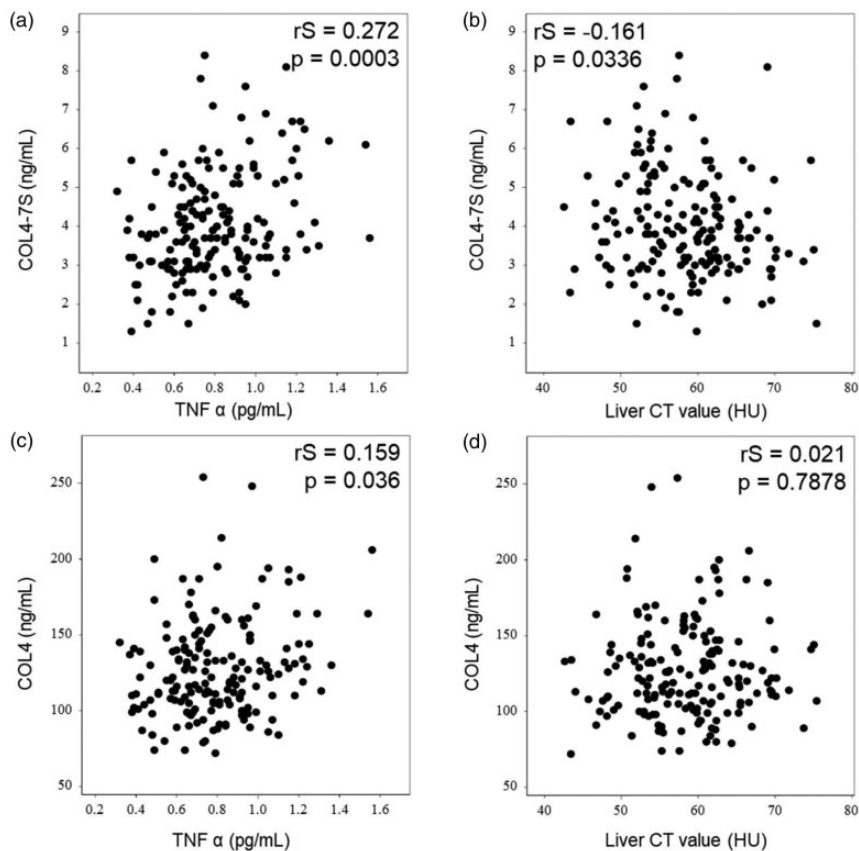 (a)
rS = 0.272
p = 0.0003
COL4-7S (ng/mL)
9
8
7
6
5
4
3
2
1
0.2 0.4 0.6 0.8 1.0 1.2 1.4 1.6
TNF α (pg/mL)
(b)
rS = -0.161
p = 0.0336
COL4-7S (ng/mL)
9
8
7
6
5
4
3
2
1
40 50 60 70 80
Liver CT value (HU)
(c)
rS = 0.159
p = 0.036
COL4 (ng/mL)
250
200
150
100
50
0.2 0.4 0.6 0.8 1.0 1.2 1.4 1.6
TNF α (pg/mL)
(d)
rS = 0.021
p = 0.7878
COL4 (ng/mL)
250
200
150
100
50
40 50 60 70 80
Liver CT value (HU)